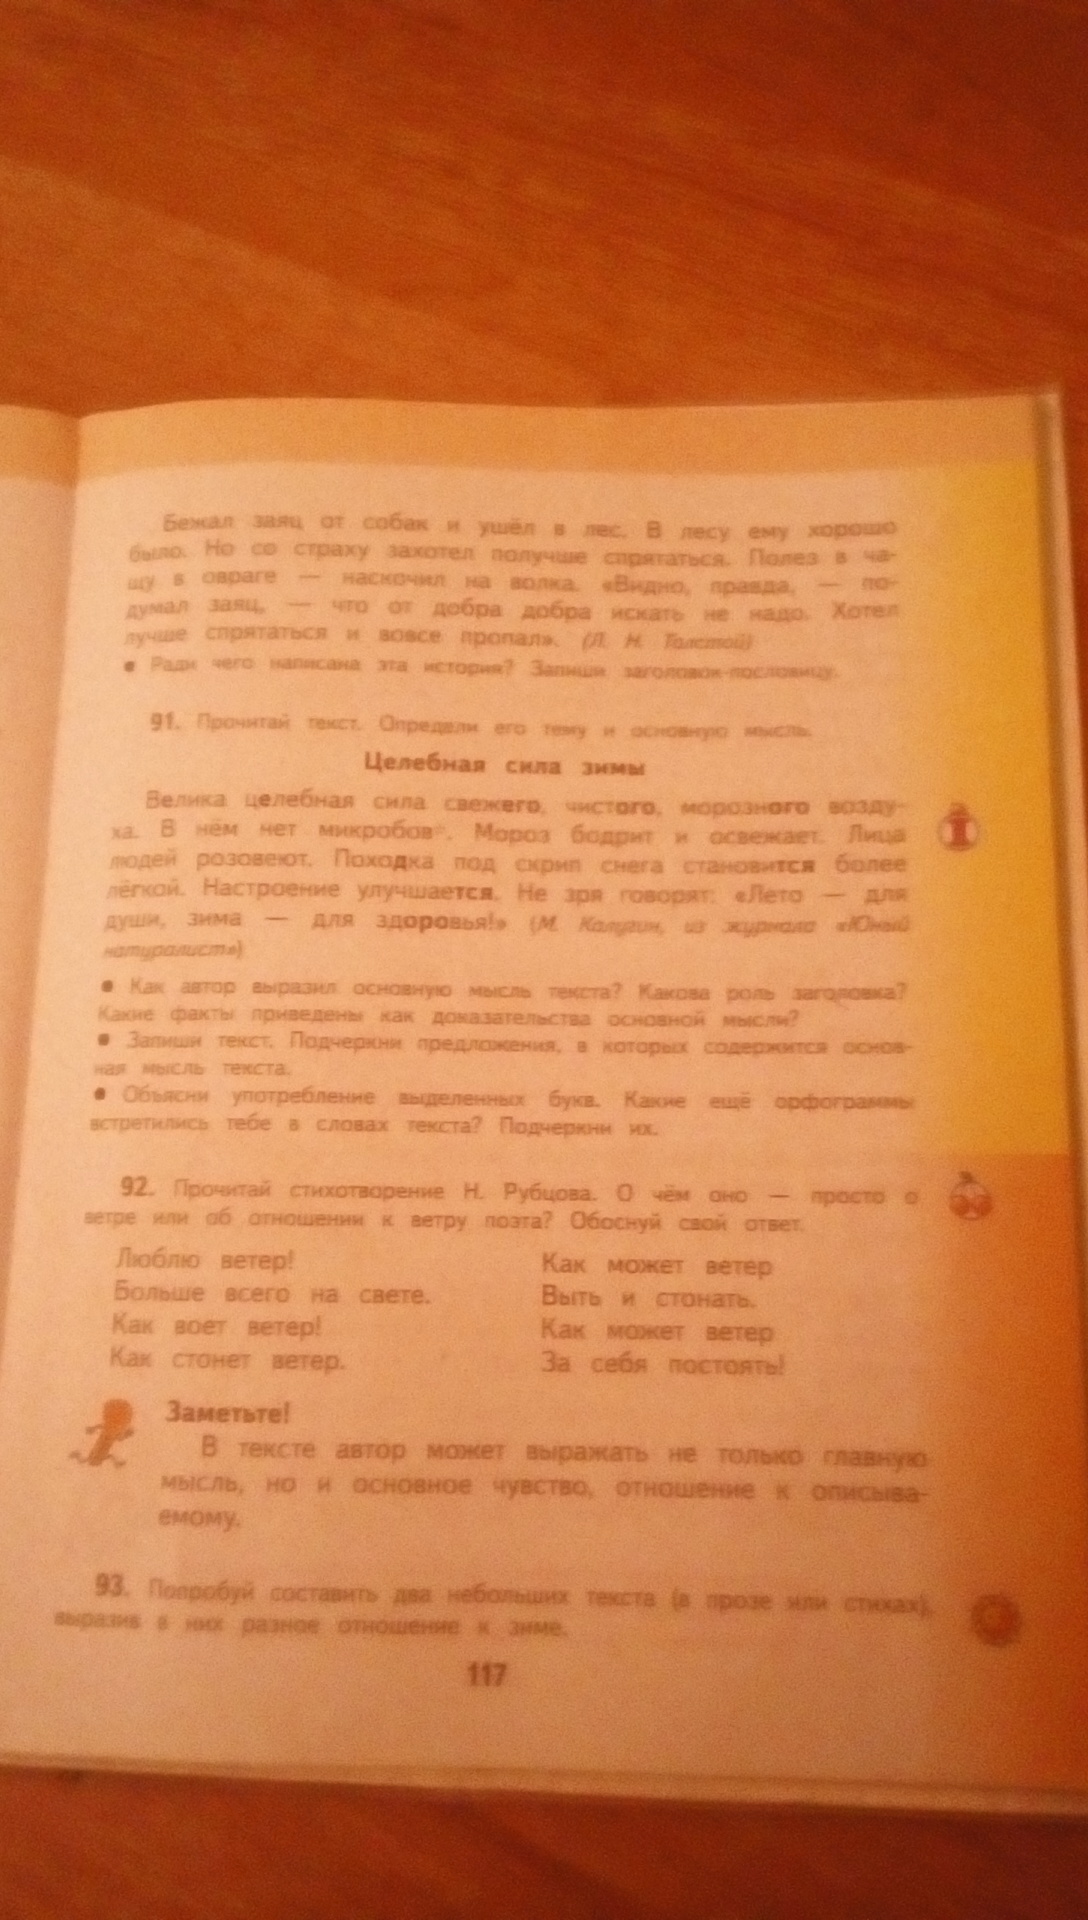 Бежал заяц от собак и ушёл в лес. В лесу ему хорошо
было. Но со страху захотел получше спрятаться. Полез в ча-
щу в овраге — наскочил на волка. «Видно, правда, — по-
думал заяц, — что от добра добра искать не надо. Хотел
лучше спрятаться и вовсе пропал». (Л. Н. Толстой)
• Ради чего написана эта история? Запиши заголовок-пословицу.
91. Прочитай текст. Определи его тему и основную мысль.
Целебная сила зимы
Велика целебная сила свежего, чистого, морозного возду-
ха. В нём нет микробов. Мороз бодрит и освежает. Лица
людей розовеют. Походка под скрип снега становится более
лёгкой. Настроение улучшается. Не зря говорят: «Лето — для
души, зима — для здоровья!» (М. Калугин, из журнала «Юный
натуралист»)
• Как автор выразил основную мысль текста? Какова роль заголовка?
Какие факты приведены как доказательства основной мысли?
• Запиши текст. Подчеркни предложения, в которых содержится основ-
ная мысль текста.
• Объясни употребление выделенных букв. Какие ещё орфограммы
встретились тебе в словах текста? Подчеркни их.
92. Прочитай стихотворение Н. Рубцова. О чём оно — просто о
ветре или об отношении к ветру поэта? Обоснуй свой ответ.
Люблю ветер!
Больше всего на свете.
Как воет ветер!
Как стонет ветер.
Как может ветер
Выть и стонать.
Как может ветер
За себя постоять!
Заметьте!
В тексте автор может выражать не только главную
мысль, но и основное чувство, отношение к описыва-
емому.
93. Попробуй составить два небольших текста (в прозе или стихах),
выразив в них разное отношение к зиме.
117